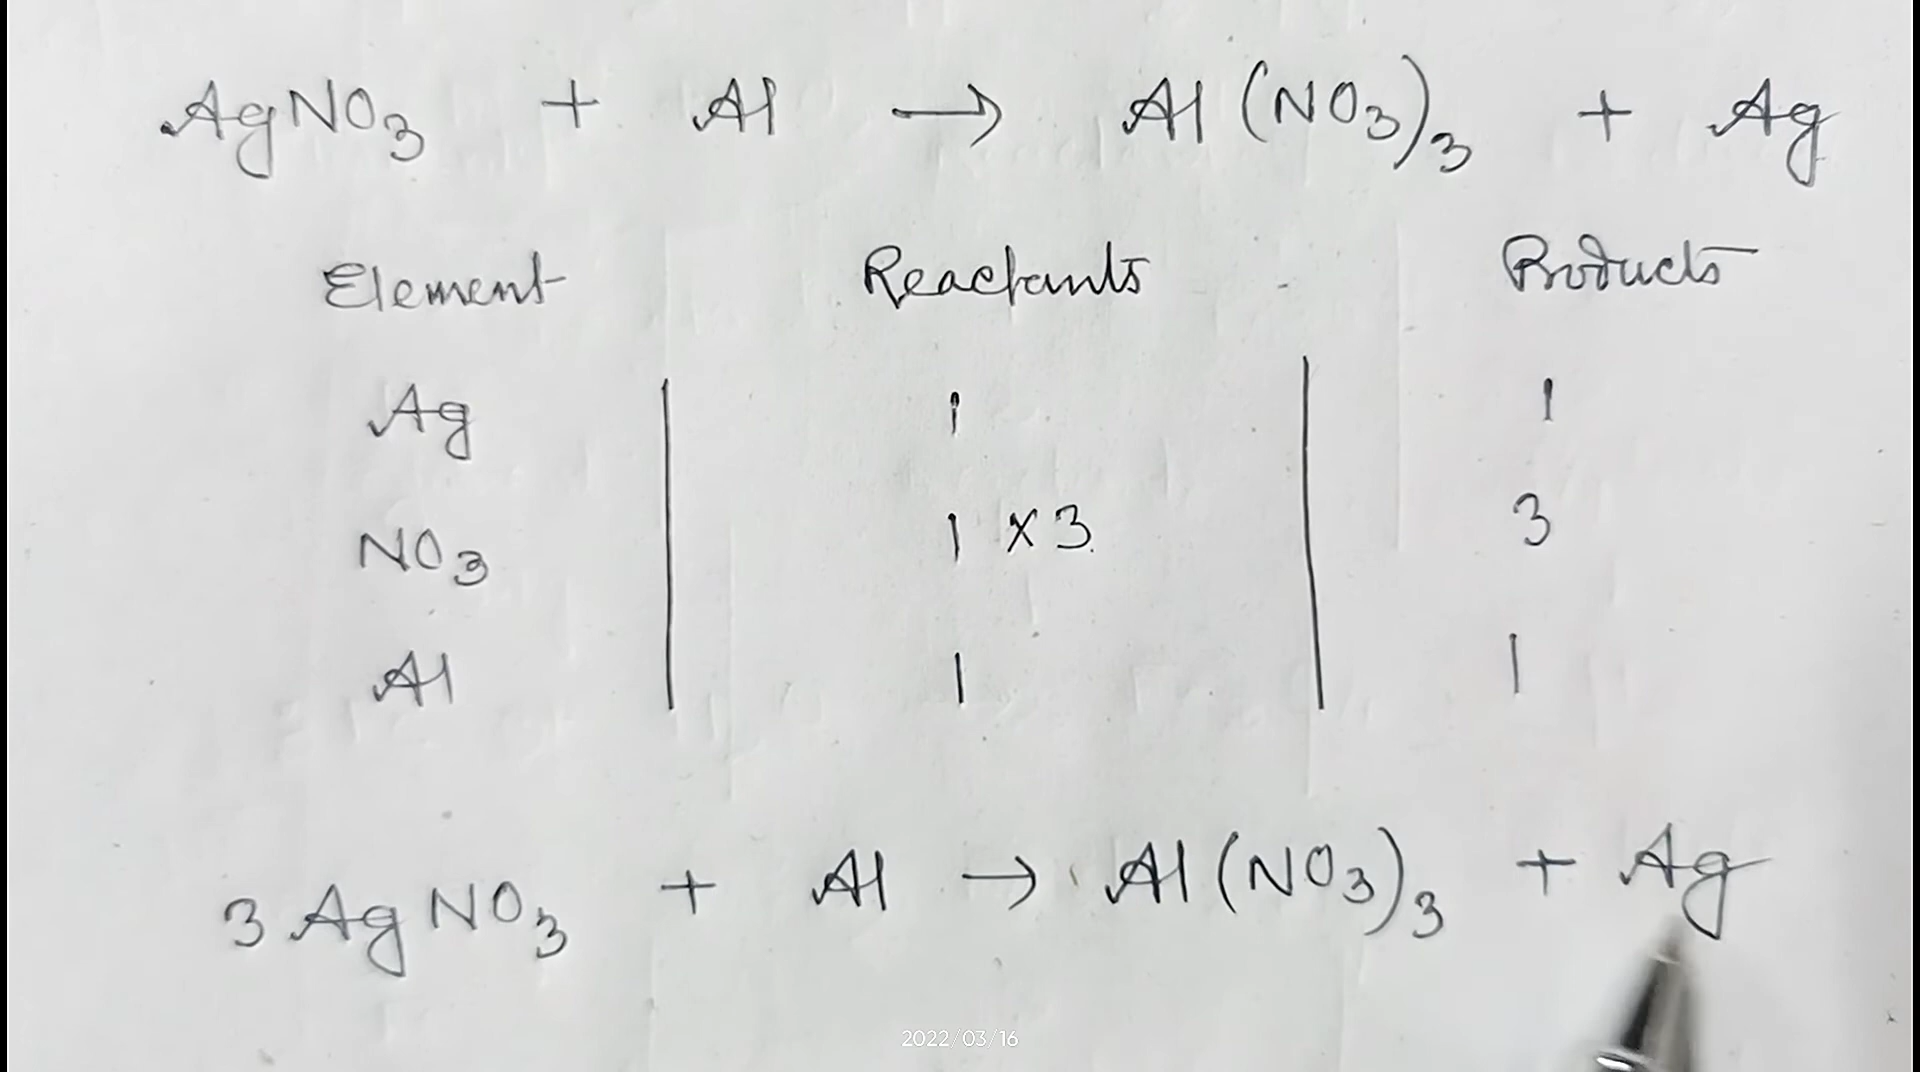 AgNO3 + Al → Al(NO3)3 + Ag
Element Reactants Products
Ag 1 1
NO3 1 x 3 3
Al 1 1
3 AgNO3 + Al → Al(NO3)3 + Ag
2022/03/16